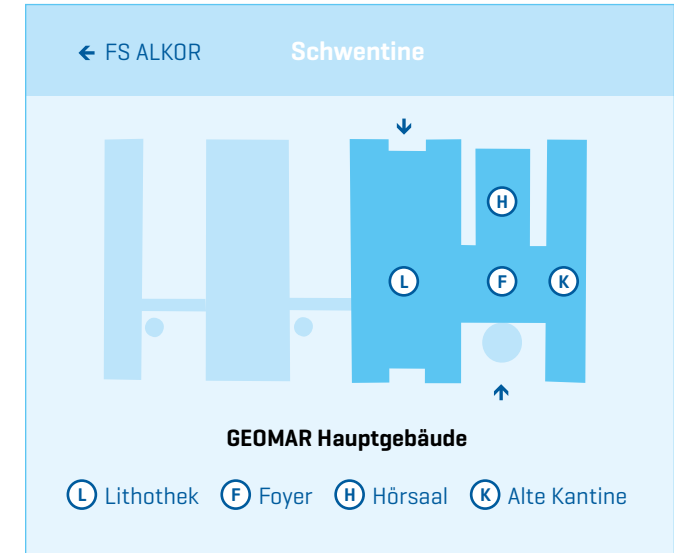 ← FS ALKOR Schwentine
H
L F K
GEOMAR Hauptgebäude
L Lithothek F Foyer H Hörsaal K Alte Kantine